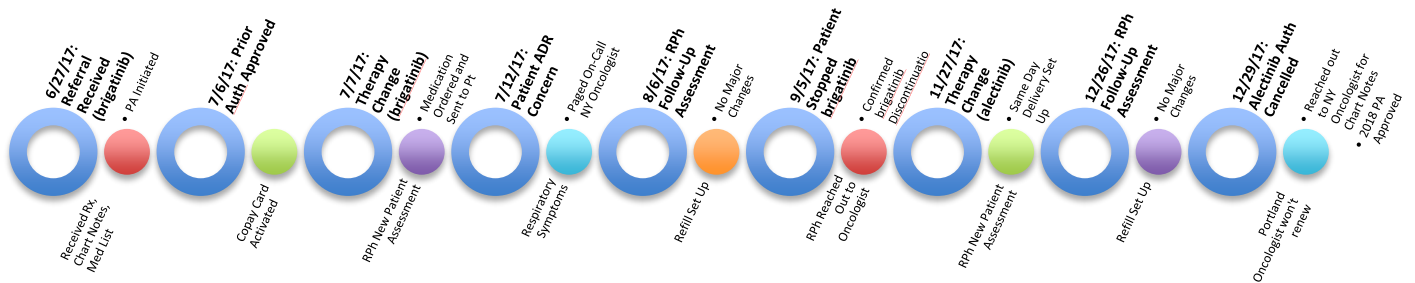 6/27/17:
Referral
Received
(brigatinib)
• PA Initiated
Received Rx,
Chart Notes,
Med List
7/6/17: Prior
Auth Approved
Copay Card
Activated
7/7/17:
Therapy
Change
(brigatinib)
• Medication
Ordered and
Sent to Pt
RPh New Patient
Assessment
7/12/17:
Patient ADR
Concern
• Paged On-Call
NY Oncologist
Respiratory
Symptoms
8/6/17: RPh
Follow-Up
Assessment
• No Major
Changes
Refill Set Up
9/5/17: Patient
Stopped
brigatinib
• Confirmed
brigatinib
Discontinuatio
RPh Reached
Out to
Oncologist
11/27/17:
Therapy
Change
(alectinib)
• Same Day
Delivery Set
Up
RPh New Patient
Assessment
12/26/17: RPh
Follow-Up
Assessment
• No Major
Changes
Refill Set Up
12/29/17:
Alectinib Auth
Cancelled
• Reached out
to NY
Oncologist for
Chart Notes
• 2018 PA
Approved
Portland
Oncologist won't
renew